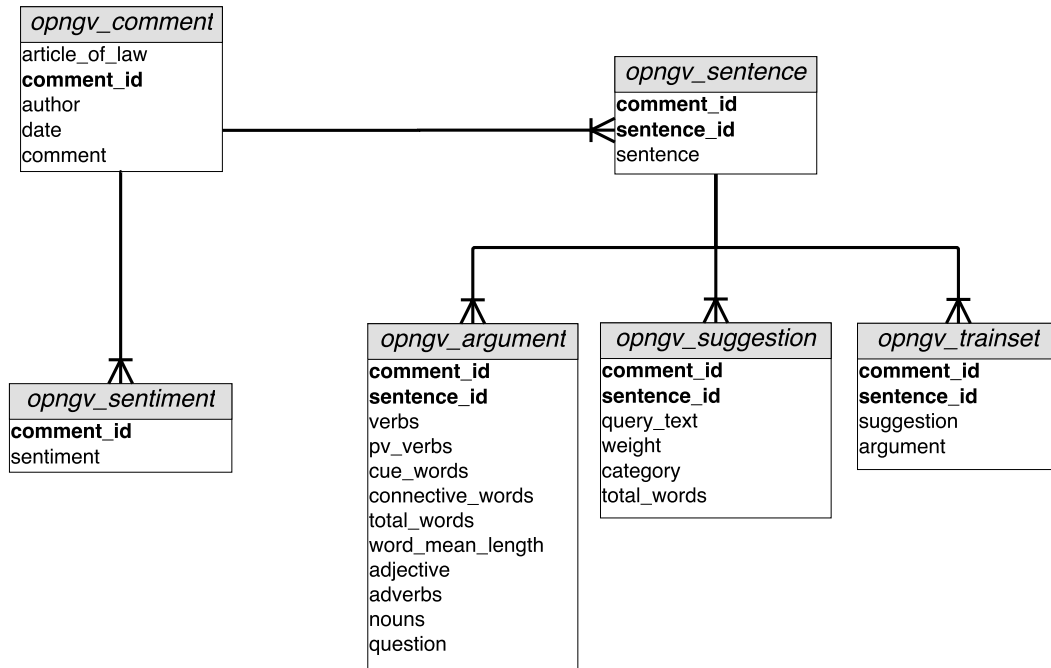 opngv_comment
article_of_law
comment_id
author
date
comment
opngv_sentence
comment_id
sentence_id
sentence
opngv_sentiment
comment_id
sentiment
opngv_argument
comment_id
sentence_id
verbs
pv_verbs
cue_words
connective_words
total_words
word_mean_length
adjective
adverbs
nouns
question
opngv_suggestion
comment_id
sentence_id
query_text
weight
category
total_words
opngv_trainset
comment_id
sentence_id
suggestion
argument